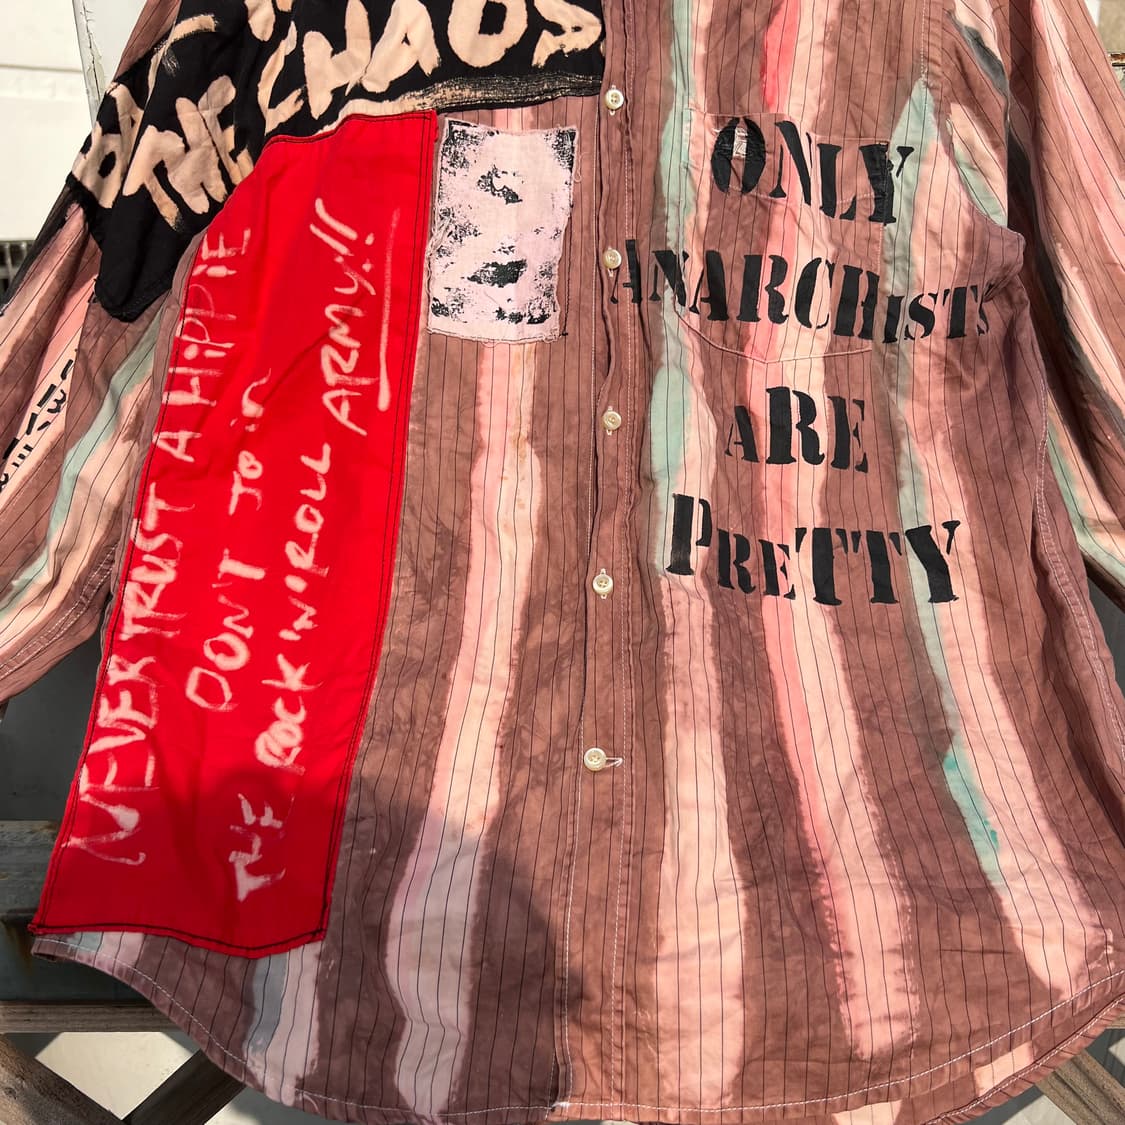 CHAOS
THE
NEVER TRUST A HIPPIE
DON'T JOin
THE ROCK N'ROLL
ARMY!!
ONLY
ANARCHISTS
ARE
PRETTY